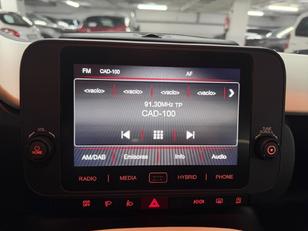 FM CAD-100 AF
<vacío> <vacío> <vacío> <vacío>
91.30MHz TP
CAD-100
AM/DAB Emisoras Info Audio
RADIO MEDIA HYBRID PHONE